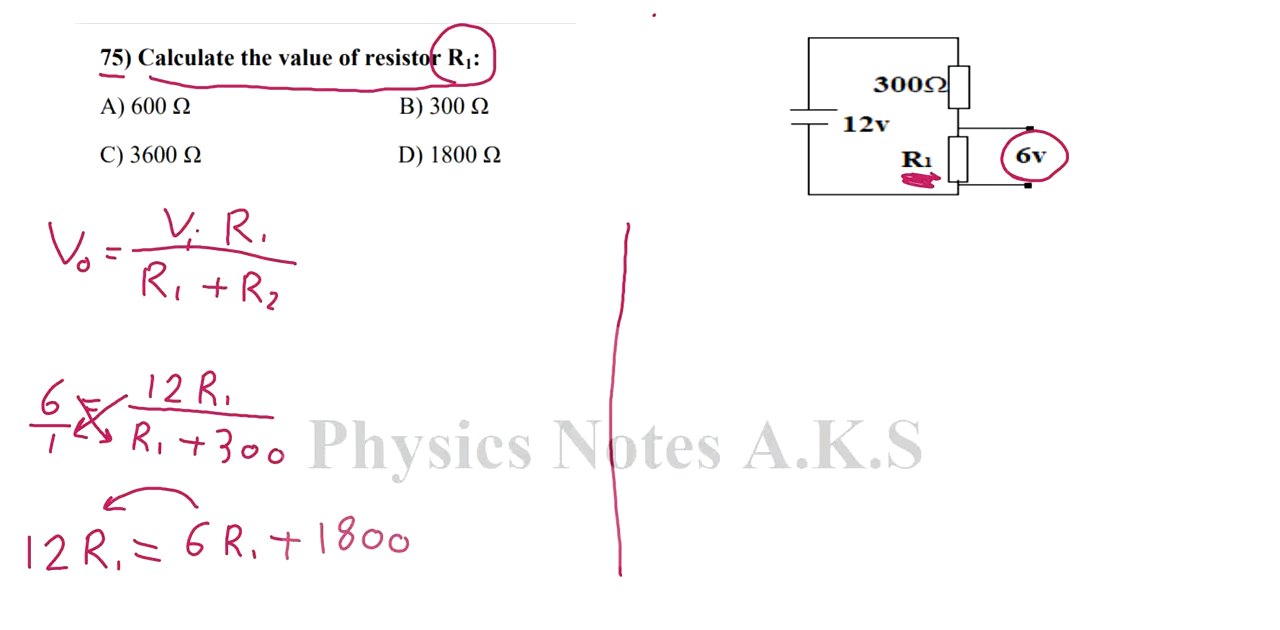 75) Calculate the value of resistor R₁:
A) 600 Ω
B) 300 Ω
C) 3600 Ω
D) 1800 Ω
300Ω
12v
R₁
6v
V₀ = Vᵢ R₁ / R₁ + R₂
6/1 = 12 R₁ / R₁ + 300
12 R₁ = 6 R₁ + 1800
Physics Notes A.K.S